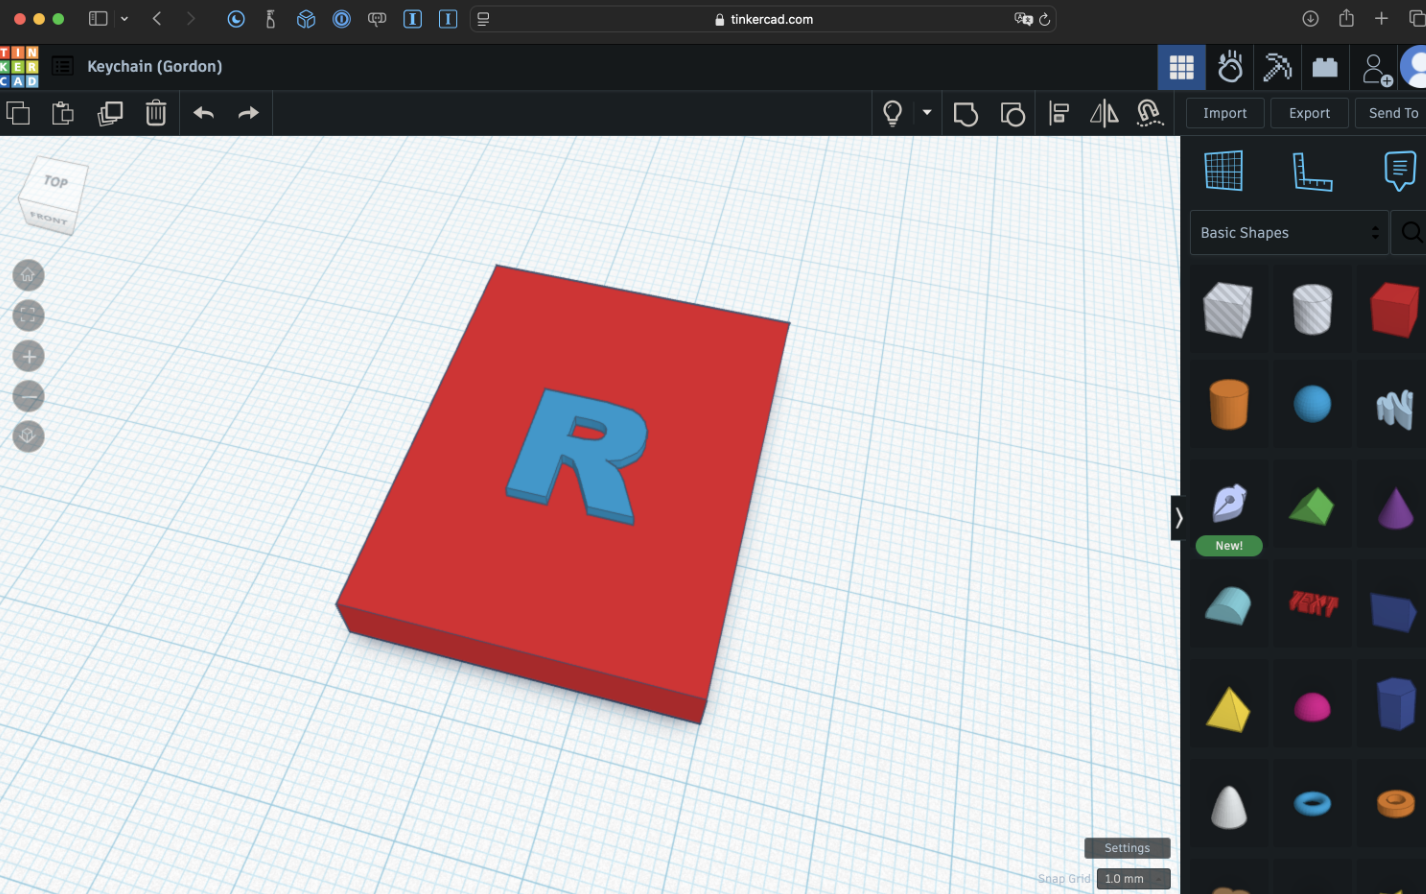 tinkercad.com
TIN
KER
CAD
Keychain (Gordon)
Import
Export
Send To
TOP
FRONT
Basic Shapes
R
New!
TEXT
Settings
Snap Grid 1.0 mm